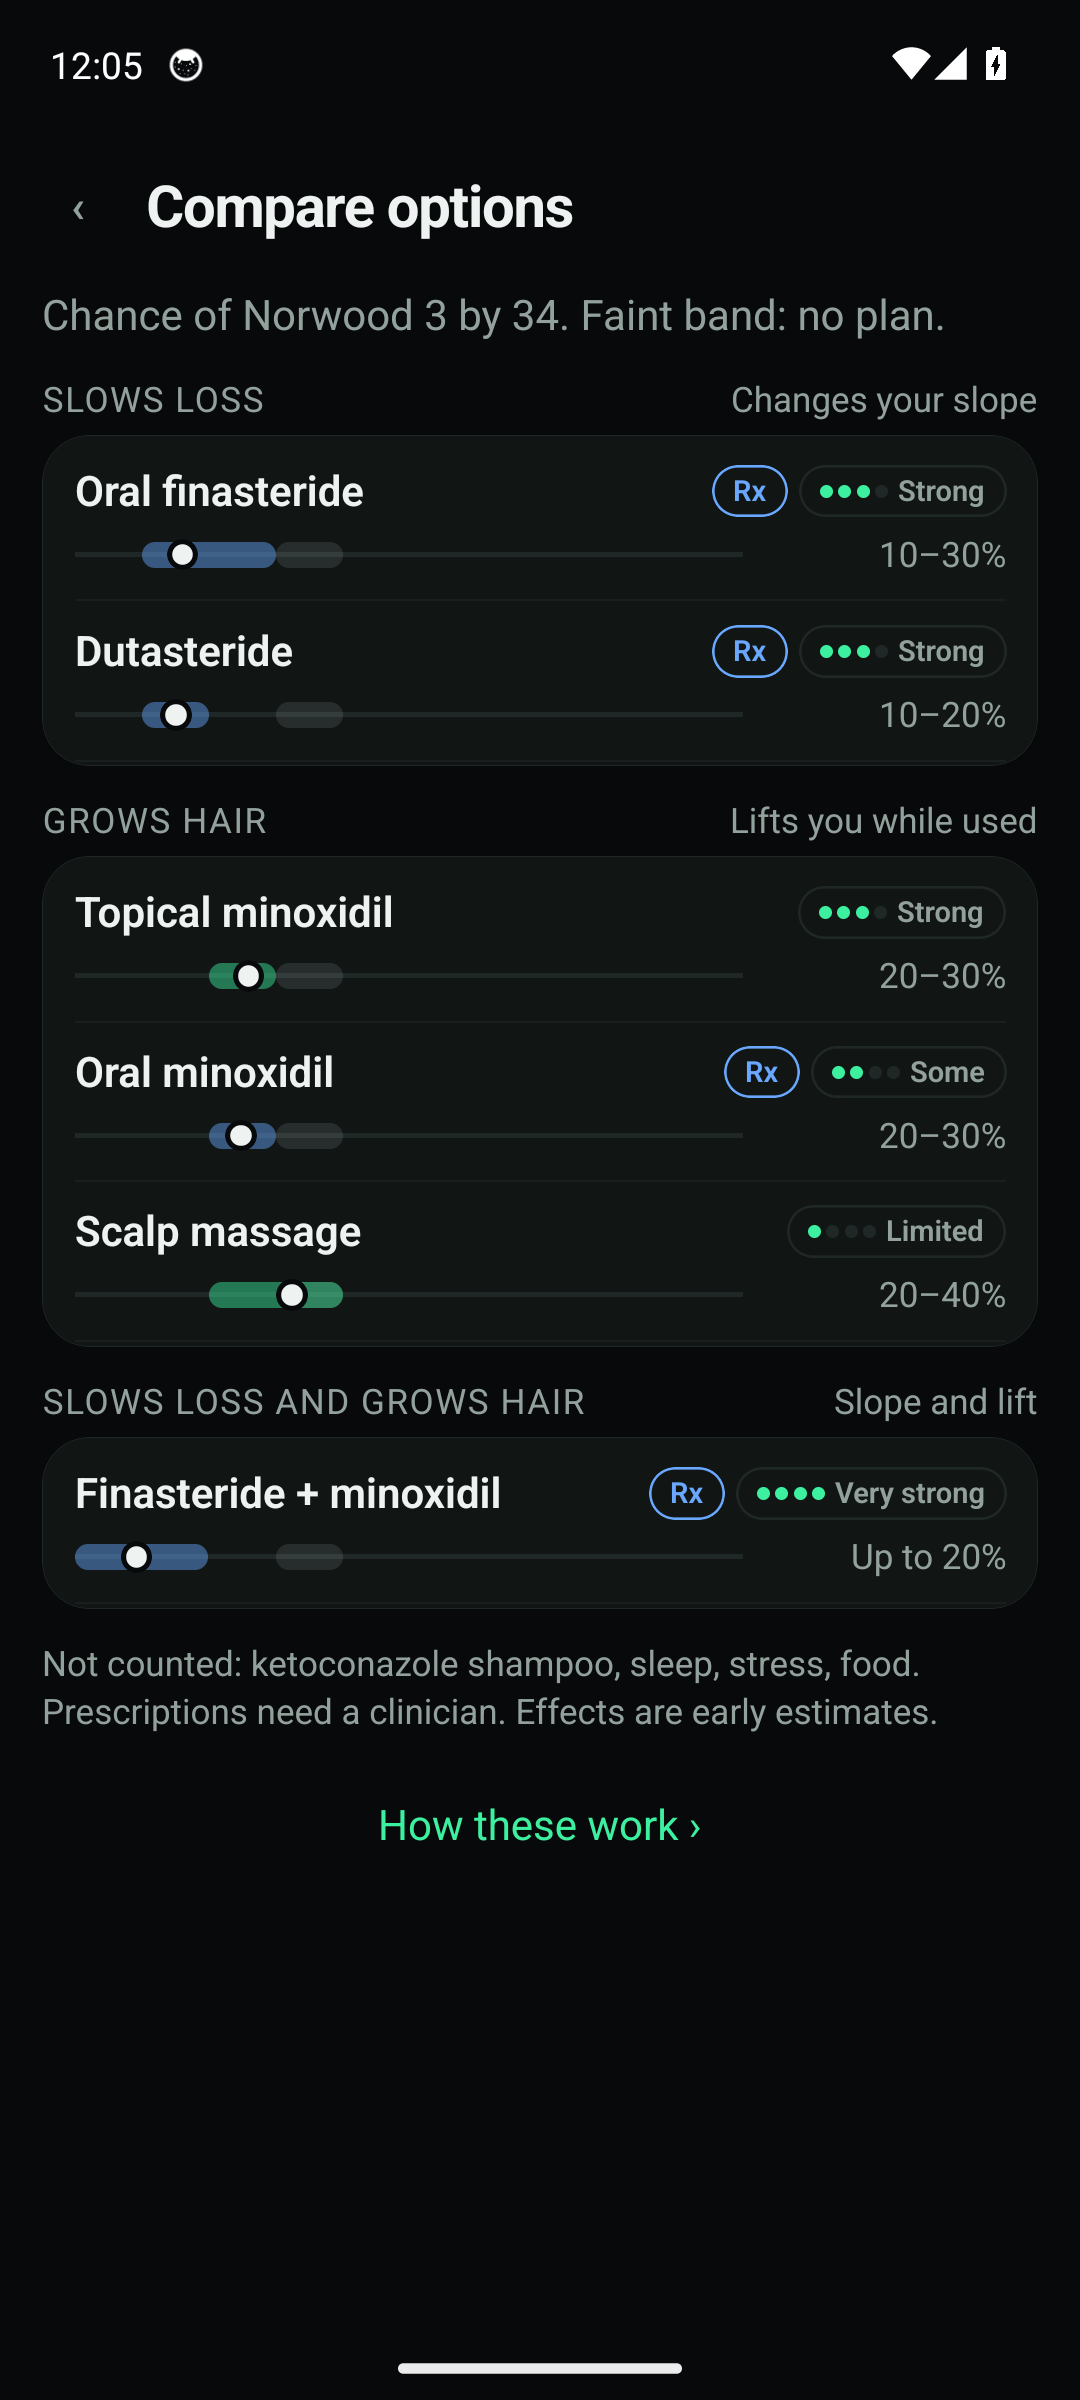 12:05
‹ Compare options
Chance of Norwood 3 by 34. Faint band: no plan.
SLOWS LOSS Changes your slope
Oral finasteride Rx Strong
10–30%
Dutasteride Rx Strong
10–20%
GROWS HAIR Lifts you while used
Topical minoxidil Strong
20–30%
Oral minoxidil Rx Some
20–30%
Scalp massage Limited
20–40%
SLOWS LOSS AND GROWS HAIR Slope and lift
Finasteride + minoxidil Rx Very strong
Up to 20%
Not counted: ketoconazole shampoo, sleep, stress, food.
Prescriptions need a clinician. Effects are early estimates.
How these work ›